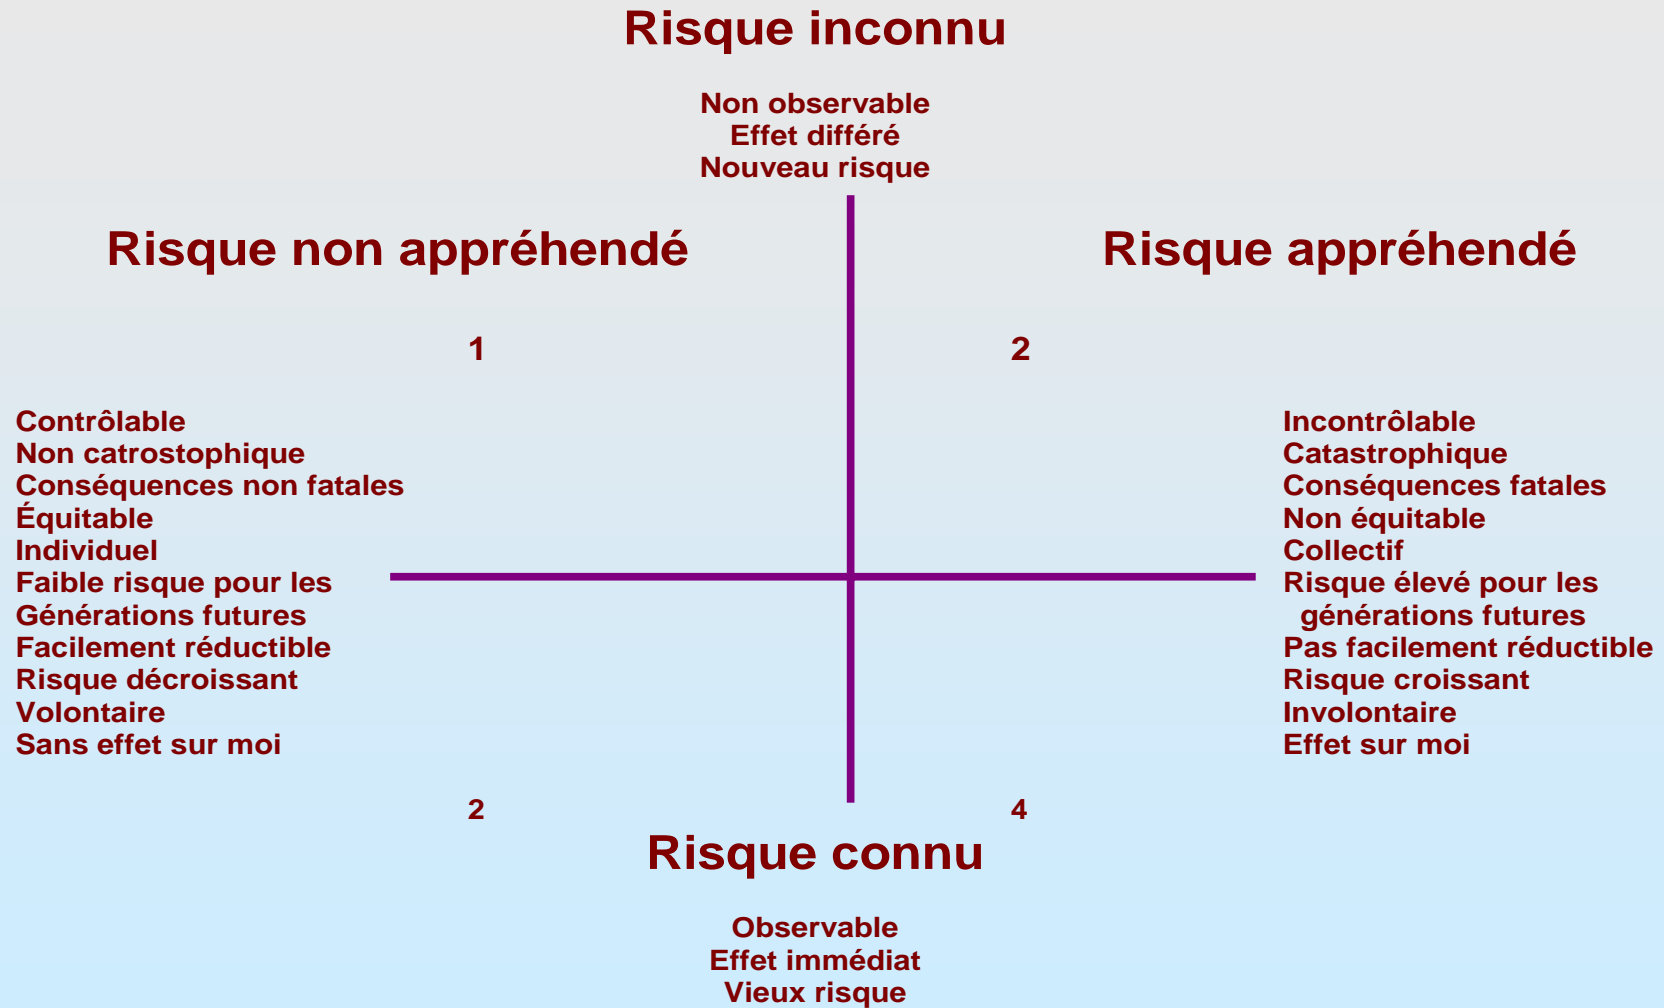 Risque inconnu
Non observable
Effet différé
Nouveau risque
Risque non appréhendé
Risque appréhendé
1
2
Contrôlable
Non catrostophique
Conséquences non fatales
Équitable
Individuel
Faible risque pour les
Générations futures
Facilement réductible
Risque décroissant
Volontaire
Sans effet sur moi
Incontrôlable
Catastrophique
Conséquences fatales
Non équitable
Collectif
Risque élevé pour les
générations futures
Pas facilement réductible
Risque croissant
Involontaire
Effet sur moi
2
4
Risque connu
Observable
Effet immédiat
Vieux risque